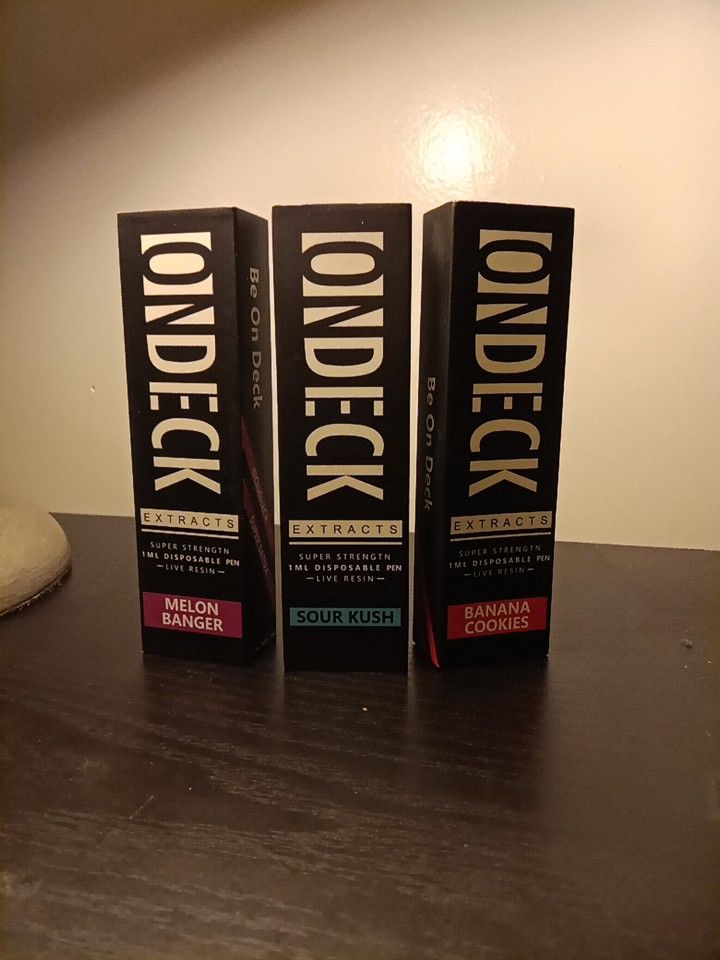 ONDECK
EXTRACTS
SUPER STRENGTN
1ML DISPOSABLE PEN
LIVE RESIN
MELON
BANGER
Be On Deck
ONDECK
EXTRACTS
SUPER STRENGTN
1ML DISPOSABLE PEN
LIVE RESIN
SOUR KUSH
Be On Deck
ONDECK
EXTRACTS
SUPER STRENGTN
1ML DISPOSABLE PEN
LIVE RESIN
BANANA
COOKIES